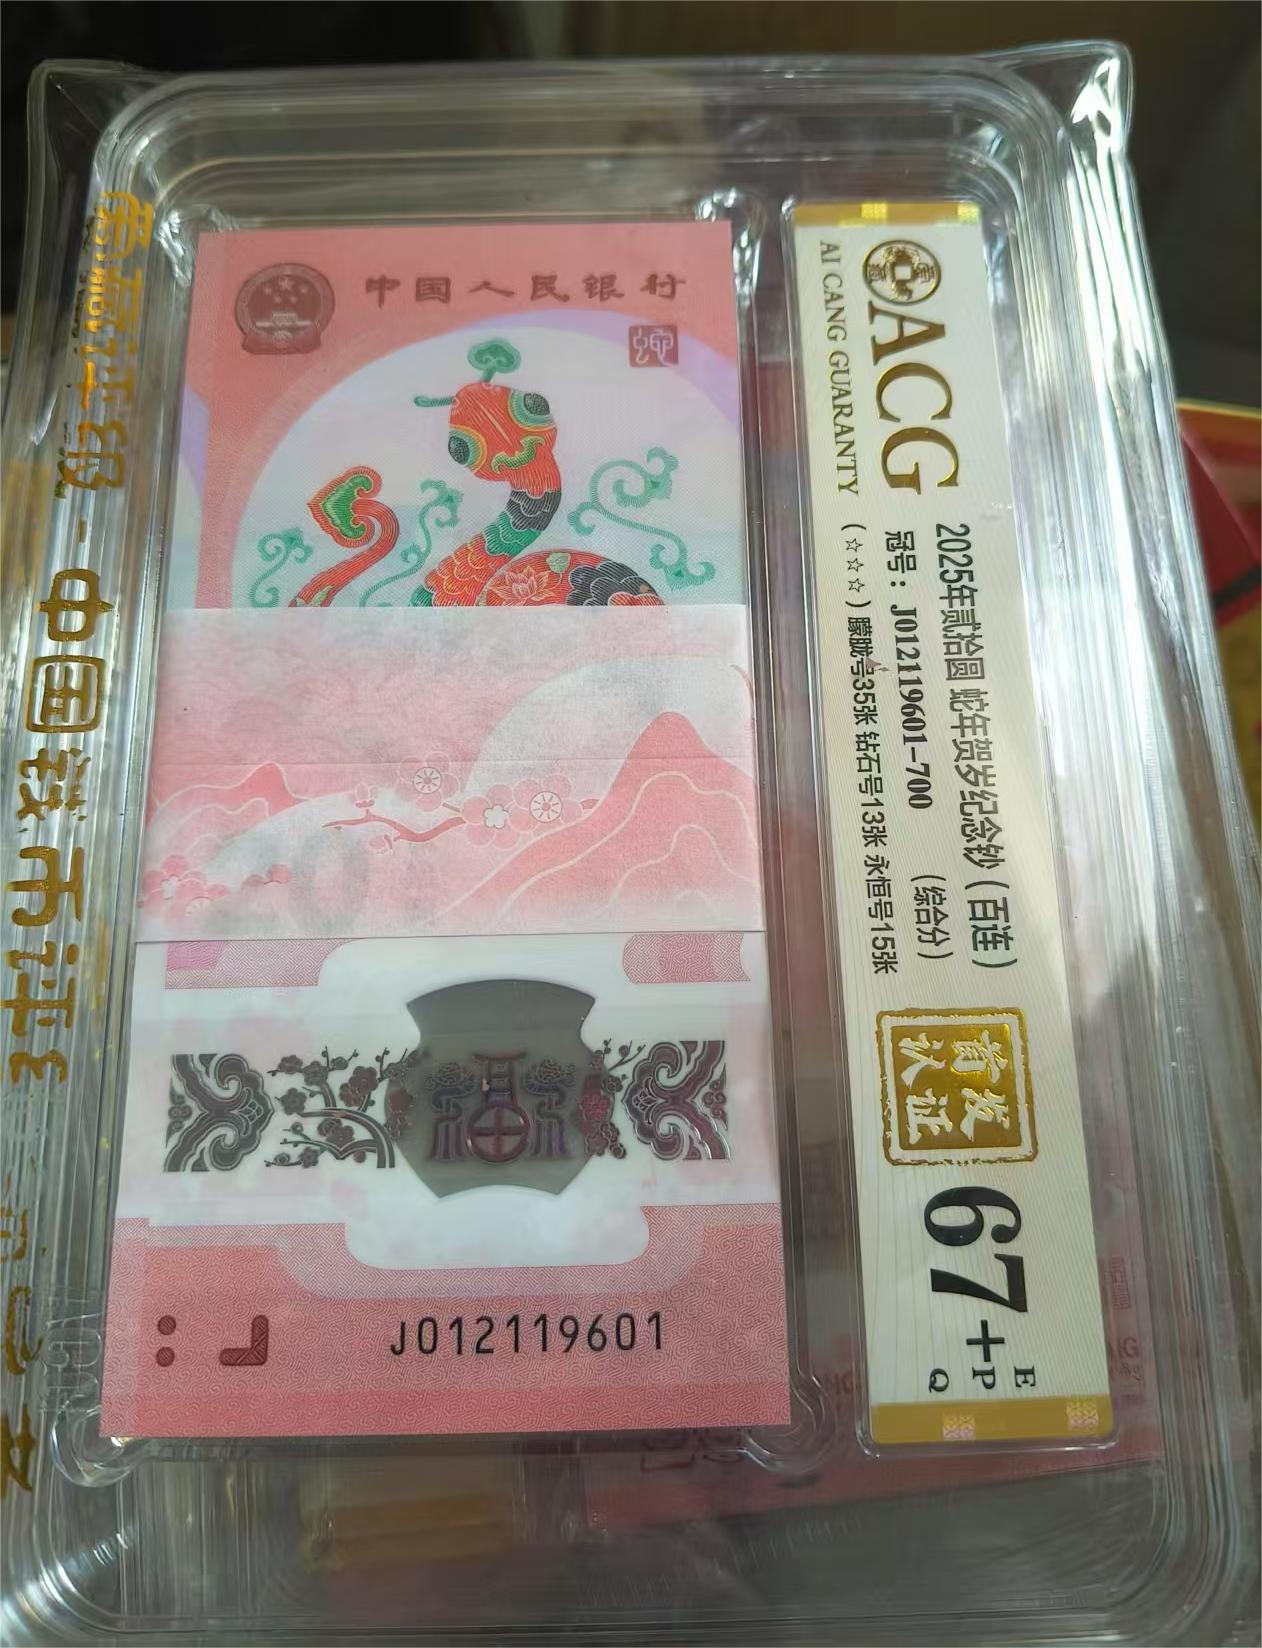 中国人民银行
蛇
J012119601
ACG
AI CANG GUARANTY
2025年贰拾圆 蛇年贺岁纪念钞(百连)
冠号：J012119601-700 (综合分)
(☆☆☆)朦胧号35张 钻石号13张 永恒号15张
首发
认证
67+
E
P
Q